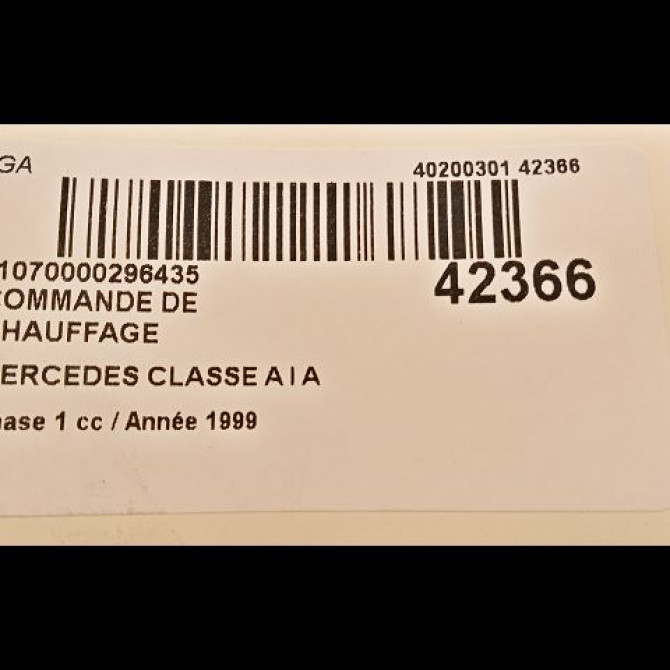 GA
40200301 42366
1070000296435
42366
COMMANDE DE
HAUFFAGE
ERCEDES CLASSE A I A
hase 1 cc / Année 1999